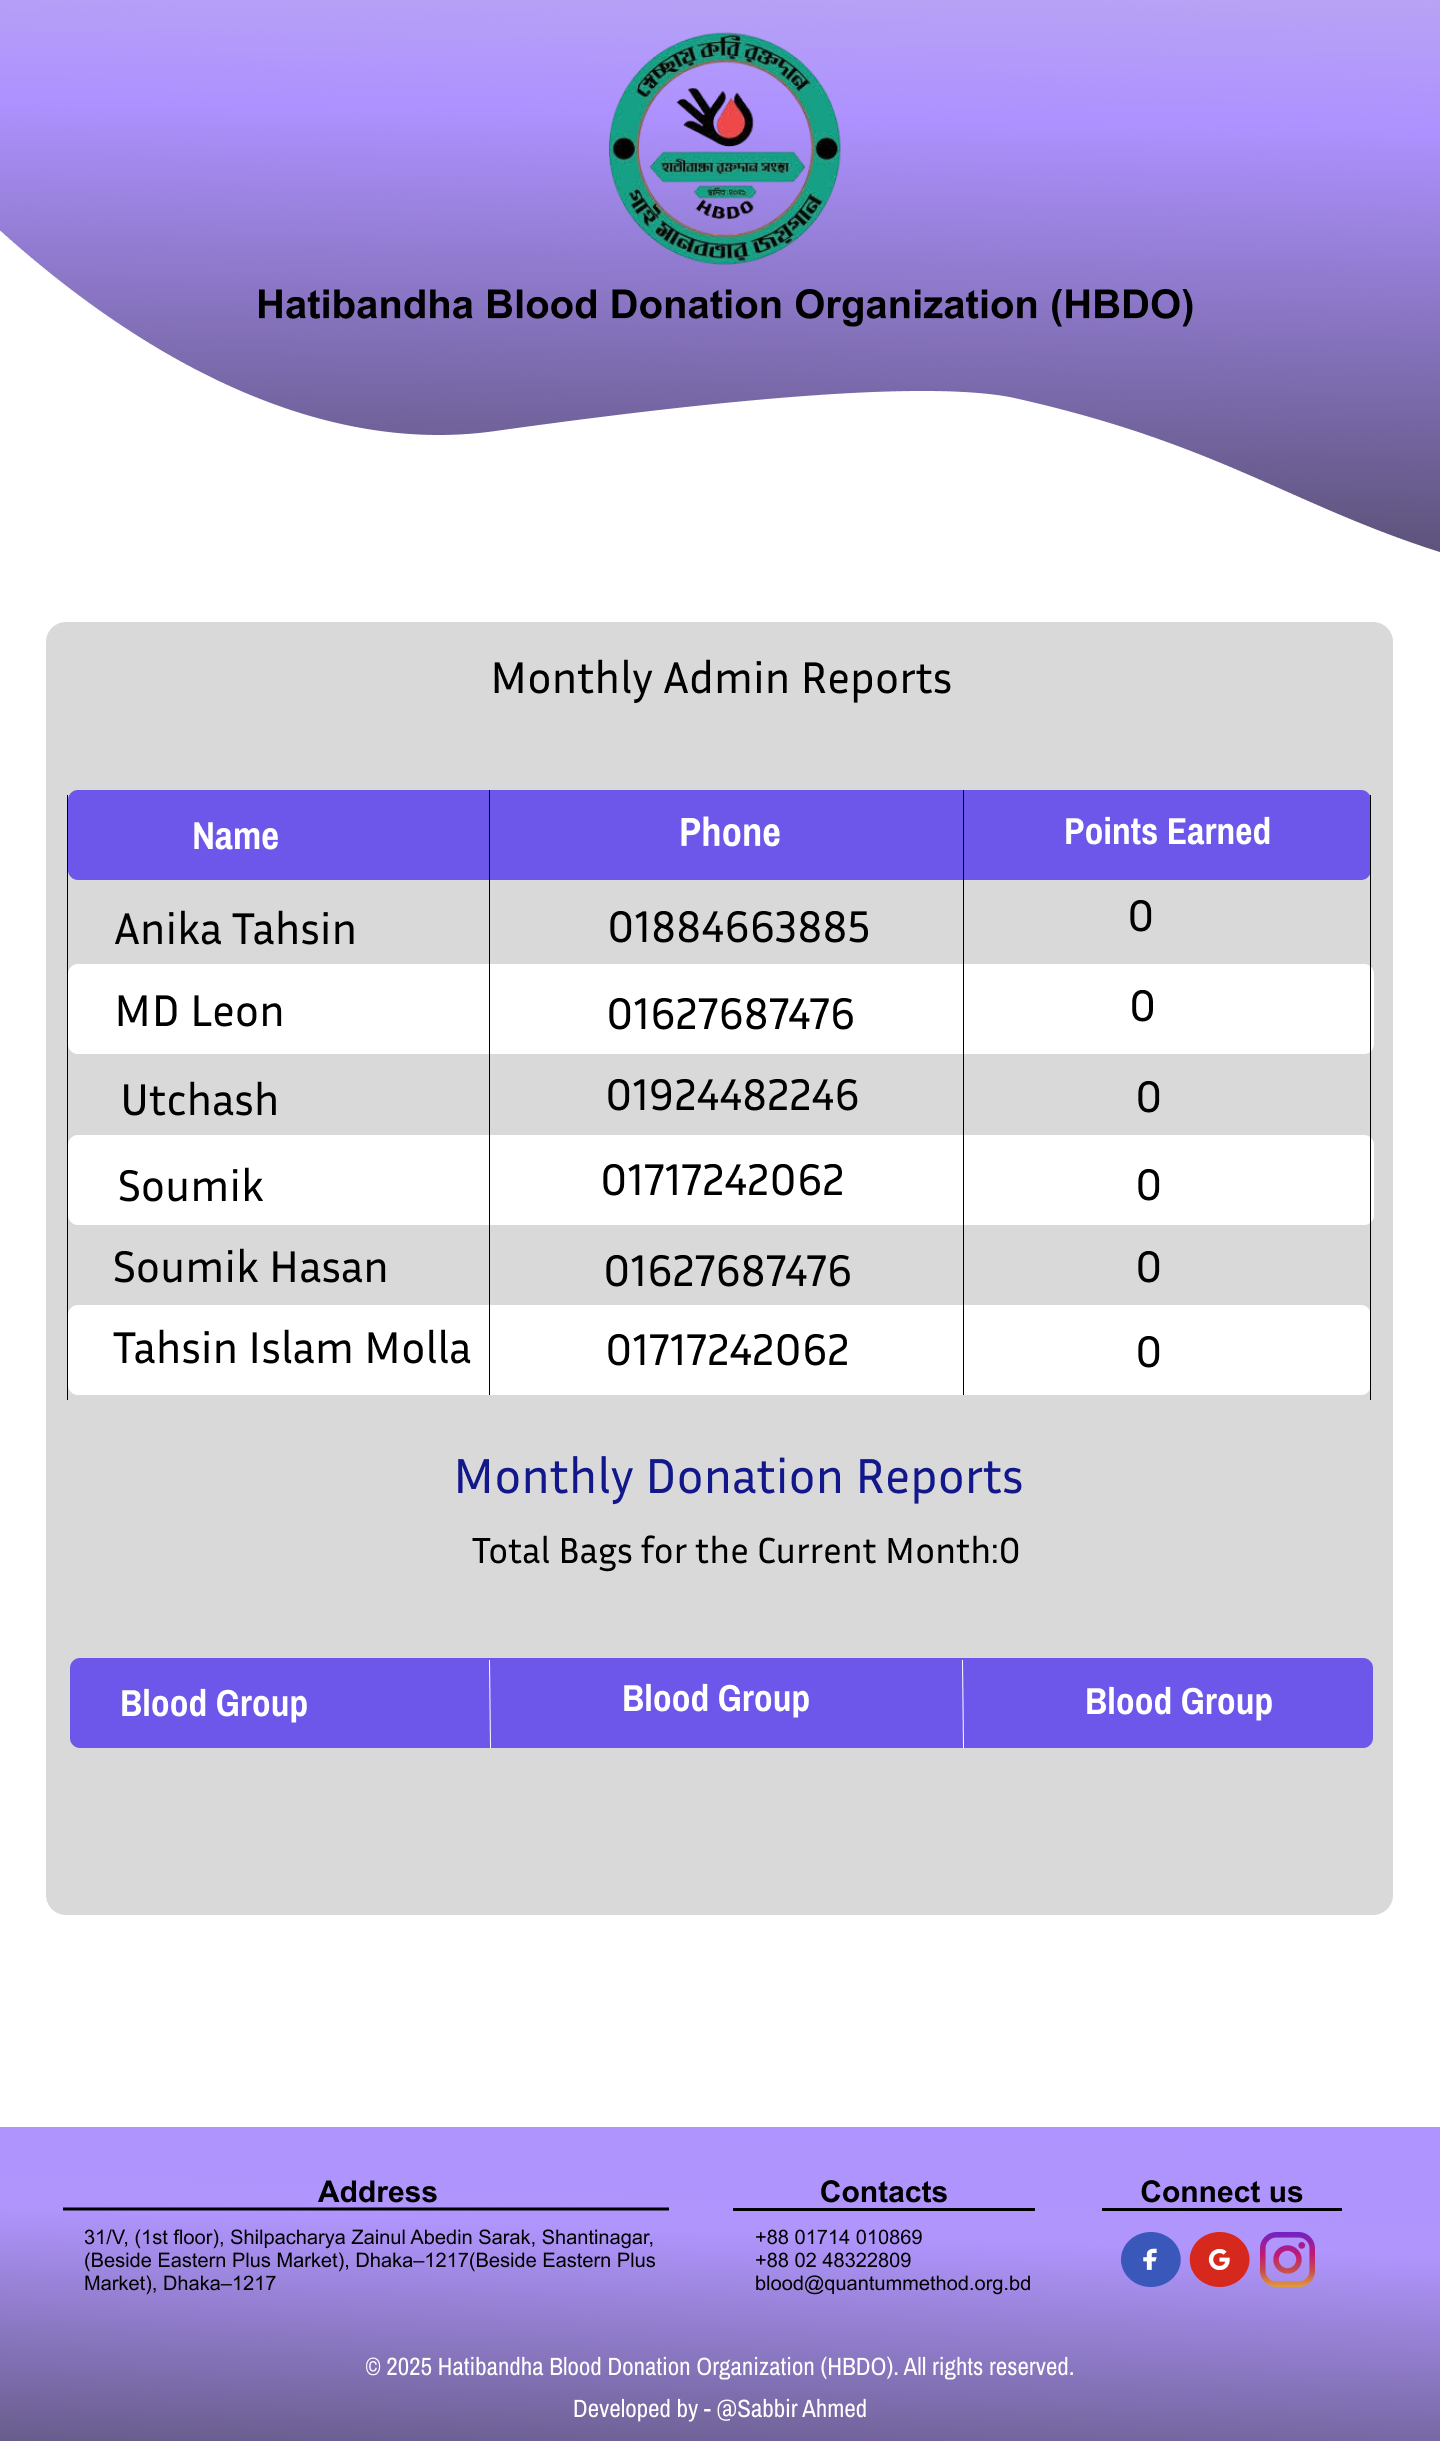 স্বেচ্ছায় করি রক্তদান
হাতীবান্ধা রক্তদান সংস্থা
স্থাপিত :২০২১
HBDO
গাই মানবতার জয়গান
Hatibandha Blood Donation Organization (HBDO)
Monthly Admin Reports
Name Phone Points Earned
Anika Tahsin 01884663885 0
MD Leon 01627687476 0
Utchash 01924482246 0
Soumik 01717242062 0
Soumik Hasan 01627687476 0
Tahsin Islam Molla 01717242062 0
Monthly Donation Reports
Total Bags for the Current Month:0
Blood Group Blood Group Blood Group
Address
31/V, (1st floor), Shilpacharya Zainul Abedin Sarak, Shantinagar,
(Beside Eastern Plus Market), Dhaka–1217(Beside Eastern Plus
Market), Dhaka–1217
Contacts
+88 01714 010869
+88 02 48322809
blood@quantummethod.org.bd
Connect us
© 2025 Hatibandha Blood Donation Organization (HBDO). All rights reserved.
Developed by - @Sabbir Ahmed